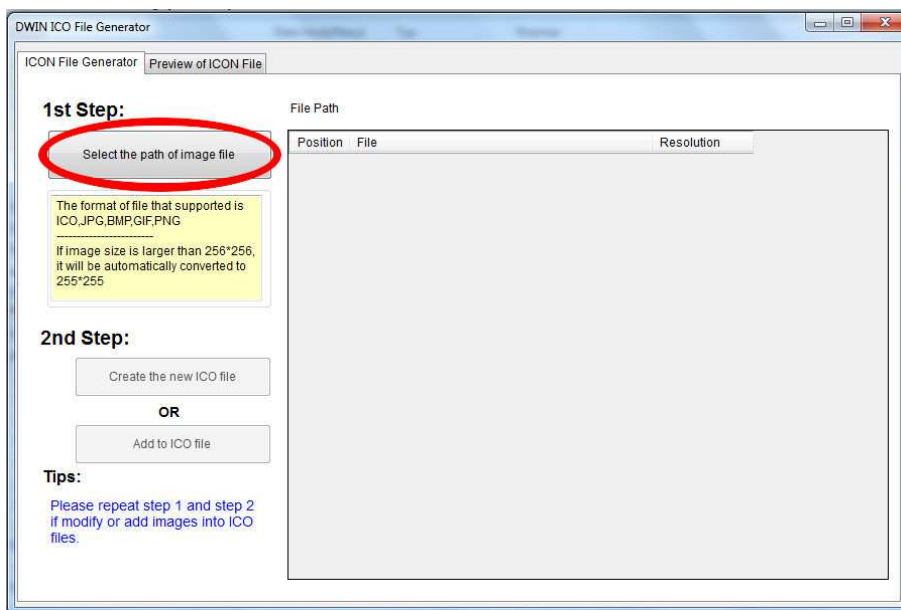 DWIN ICO File Generator
ICON File Generator
Preview of ICON File
1st Step:
File Path
Select the path of image file
Position File Resolution
The format of file that supported is
ICO,JPG,BMP,GIF,PNG
------------------------
If image size is larger than 256*256,
it will be automatically converted to
255*255
2nd Step:
Create the new ICO file
OR
Add to ICO file
Tips:
Please repeat step 1 and step 2
if modify or add images into ICO
files.